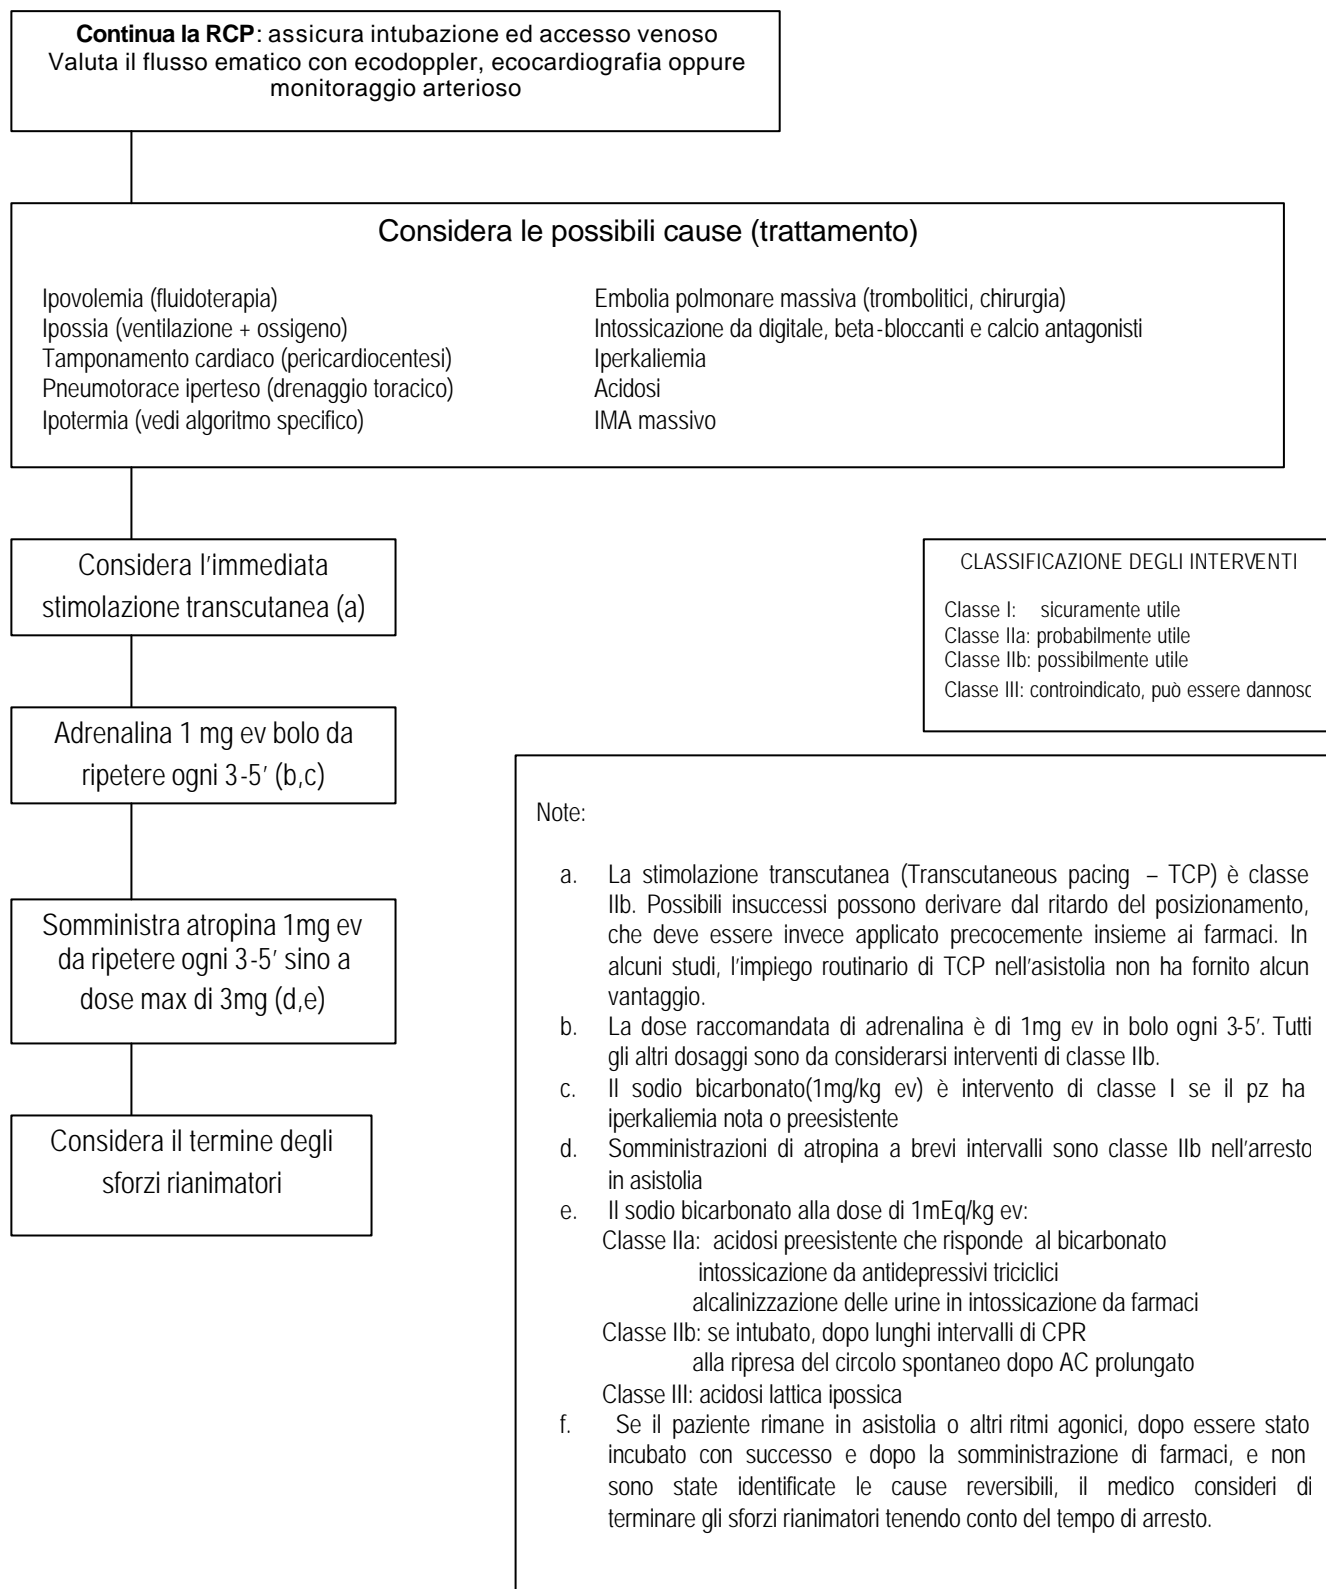 Continua la RCP: assicura intubazione ed accesso venoso
Valuta il flusso ematico con ecodoppler, ecocardiografia oppure
monitoraggio arterioso
Considera le possibili cause (trattamento)
Ipovolemia (fluidoterapia)
Ipossia (ventilazione + ossigeno)
Tamponamento cardiaco (pericardiocentesi)
Pneumotorace iperteso (drenaggio toracico)
Ipotermia (vedi algoritmo specifico)
Embolia polmonare massiva (trombolitici, chirurgia)
Intossicazione da digitale, beta-bloccanti e calcio antagonisti
Iperkaliemia
Acidosi
IMA massivo
Considera l'immediata
stimolazione transcutanea (a)
Adrenalina 1 mg ev bolo da
ripetere ogni 3-5' (b,c)
Somministra atropina 1mg ev
da ripetere ogni 3-5' sino a
dose max di 3mg (d,e)
Considera il termine degli
sforzi rianimatori
CLASSIFICAZIONE DEGLI INTERVENTI
Classe I: sicuramente utile
Classe IIa: probabilmente utile
Classe IIb: possibilmente utile
Classe III: controindicato, può essere dannoso
Note:
a. La stimolazione transcutanea (Transcutaneous pacing – TCP) è classe
IIb. Possibili insuccessi possono derivare dal ritardo del posizionamento,
che deve essere invece applicato precocemente insieme ai farmaci. In
alcuni studi, l'impiego routinario di TCP nell'asistolia non ha fornito alcun
vantaggio.
b. La dose raccomandata di adrenalina è di 1mg ev in bolo ogni 3-5'. Tutti
gli altri dosaggi sono da considerarsi interventi di classe IIb.
c. Il sodio bicarbonato(1mg/kg ev) è intervento di classe I se il pz ha
iperkaliemia nota o preesistente
d. Somministrazioni di atropina a brevi intervalli sono classe IIb nell'arresto
in asistolia
e. Il sodio bicarbonato alla dose di 1mEq/kg ev:
Classe IIa: acidosi preesistente che risponde al bicarbonato
intossicazione da antidepressivi triciclici
alcalinizzazione delle urine in intossicazione da farmaci
Classe IIb: se intubato, dopo lunghi intervalli di CPR
alla ripresa del circolo spontaneo dopo AC prolungato
Classe III: acidosi lattica ipossica
f. Se il paziente rimane in asistolia o altri ritmi agonici, dopo essere stato
incubato con successo e dopo la somministrazione di farmaci, e non
sono state identificate le cause reversibili, il medico consideri di
terminare gli sforzi rianimatori tenendo conto del tempo di arresto.